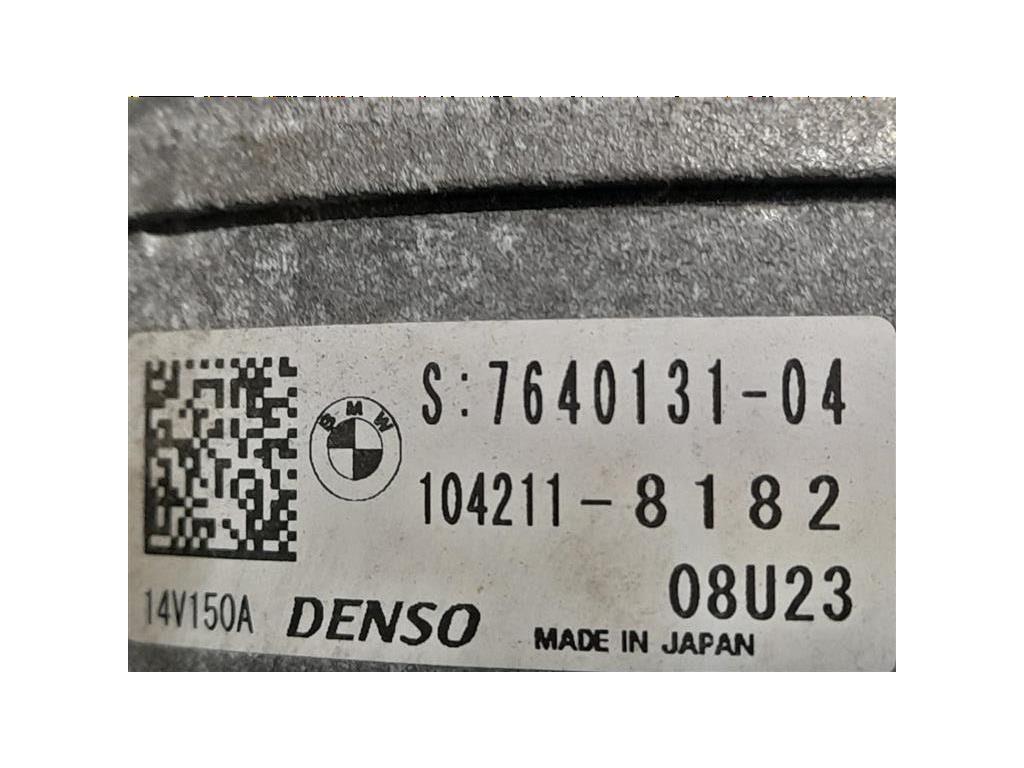 S:7640131-04
BMW
104211-8182
08U23
14V150A DENSO MADE IN JAPAN